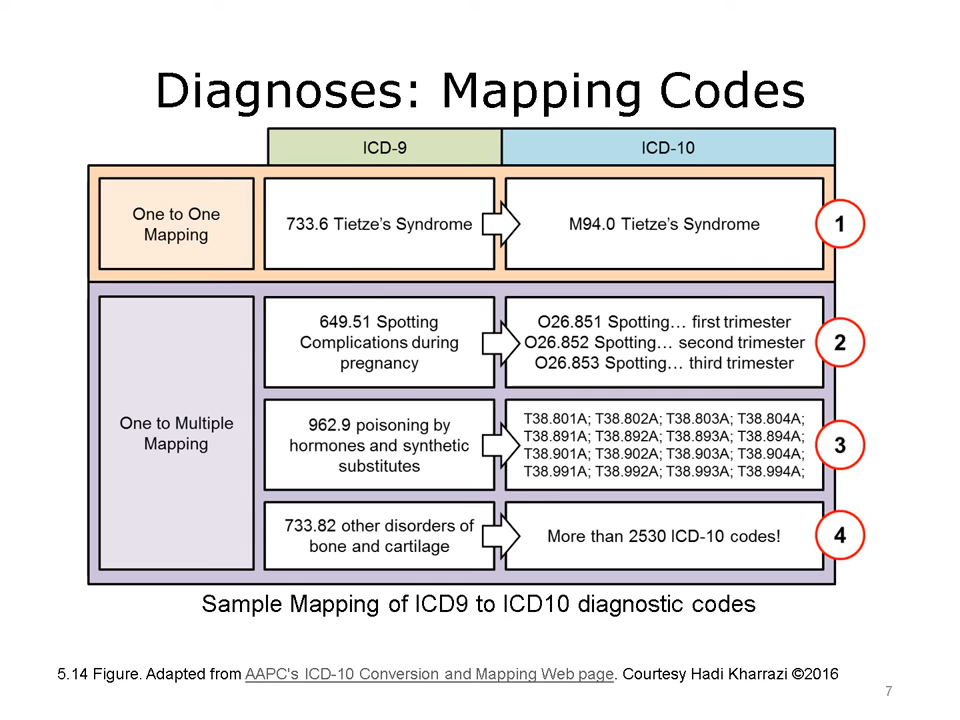 Diagnoses: Mapping Codes
ICD-9
ICD-10
One to One
Mapping
733.6 Tietze’s Syndrome
M94.0 Tietze’s Syndrome
1
One to Multiple
Mapping
649.51 Spotting
Complications during
pregnancy
O26.851 Spotting… first trimester
O26.852 Spotting… second trimester
O26.853 Spotting… third trimester
2
962.9 poisoning by
hormones and synthetic
substitutes
T38.801A; T38.802A; T38.803A; T38.804A;
T38.891A; T38.892A; T38.893A; T38.894A;
T38.901A; T38.902A; T38.903A; T38.904A;
T38.991A; T38.992A; T38.993A; T38.994A;
3
733.82 other disorders of
bone and cartilage
More than 2530 ICD-10 codes!
4
Sample Mapping of ICD9 to ICD10 diagnostic codes
5.14 Figure. Adapted from AAPC's ICD-10 Conversion and Mapping Web page. Courtesy Hadi Kharrazi ©2016
7